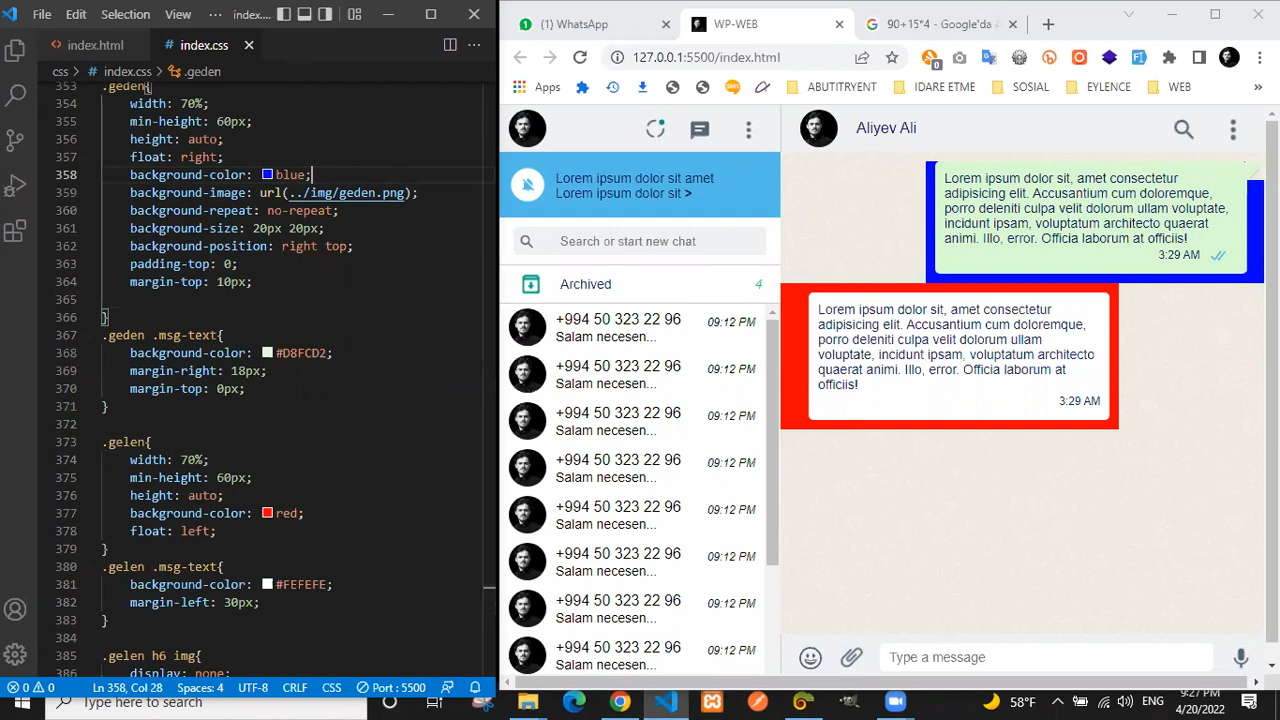 File Edit Selection View ··· index....
index.html index.css
css > index.css > .geden
353 .geden{
354 width: 70%;
355 min-height: 60px;
356 height: auto;
357 float: right;
358 background-color: blue;
359 background-image: url(../img/geden.png);
360 background-repeat: no-repeat;
361 background-size: 20px 20px;
362 background-position: right top;
363 padding-top: 0;
364 margin-top: 10px;
365
366 }
367 .geden .msg-text{
368 background-color: #D8FCD2;
369 margin-right: 18px;
370 margin-top: 0px;
371 }
372
373 .gelen{
374 width: 70%;
375 min-height: 60px;
376 height: auto;
377 background-color: red;
378 float: left;
379 }
380 .gelen .msg-text{
381 background-color: #FEFEFE;
382 margin-left: 30px;
383 }
384
385 .gelen h6 img{
386 display: none;
0 0 Ln 358, Col 28 Spaces: 4 UTF-8 CRLF CSS Port : 5500
(1) WhatsApp WP-WEB 90+15*4 - Google'da A
127.0.0.1:5500/index.html
Apps ABUTITRYENT IDARE ETME SOSIAL EYLENCE WEB »
Lorem ipsum dolor sit amet
Lorem ipsum dolor sit >
Search or start new chat
Archived 4
+994 50 323 22 96 09:12 PM
Salam necesen...
+994 50 323 22 96 09:12 PM
Salam necesen...
+994 50 323 22 96 09:12 PM
Salam necesen...
+994 50 323 22 96 09:12 PM
Salam necesen...
+994 50 323 22 96 09:12 PM
Salam necesen...
+994 50 323 22 96 09:12 PM
Salam necesen...
+994 50 323 22 96 09:12 PM
Salam necesen...
+994 50 323 22 96 09:12 PM
Salam necesen...
Aliyev Ali
Lorem ipsum dolor sit, amet consectetur
adipisicing elit. Accusantium cum doloremque,
porro deleniti culpa velit dolorum ullam voluptate,
incidunt ipsam, voluptatum architecto quaerat
animi. Illo, error. Officia laborum at officiis!
3:29 AM
Lorem ipsum dolor sit, amet consectetur
adipisicing elit. Accusantium cum doloremque,
porro deleniti culpa velit dolorum ullam
voluptate, incidunt ipsam, voluptatum architecto
quaerat animi. Illo, error. Officia laborum at
officiis!
3:29 AM
Type a message
Type here to search
58°F ENG 9:27 PM
4/20/2022